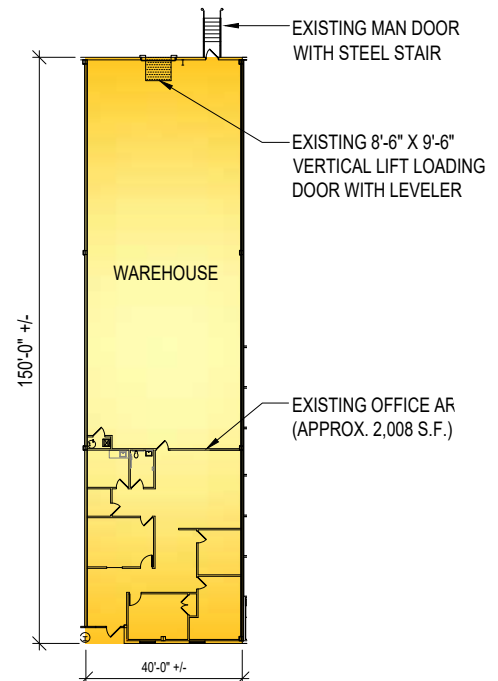 EXISTING MAN DOOR
WITH STEEL STAIR
EXISTING 8'-6" X 9'-6"
VERTICAL LIFT LOADING
DOOR WITH LEVELER
WAREHOUSE
150'-0" +/-
EXISTING OFFICE AR
(APPROX. 2,008 S.F.)
40'-0" +/-